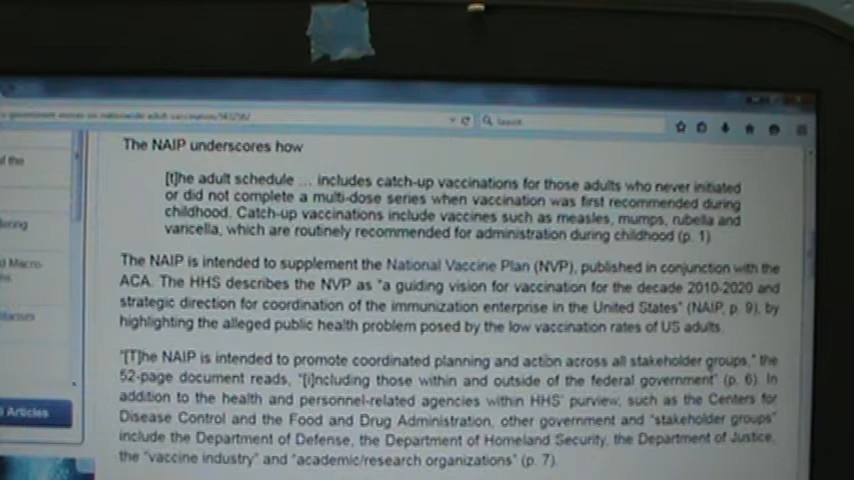 Search
of the
ering
d Macro-
The NAIP underscores how
[t]he adult schedule … includes catch-up vaccinations for those adults who never initiated
or did not complete a multi-dose series when vaccination was first recommended during
childhood. Catch-up vaccinations include vaccines such as measles, mumps, rubella and
varicella, which are routinely recommended for administration during childhood (p. 1).
The NAIP is intended to supplement the National Vaccine Plan (NVP), published in conjunction with the
ACA. The HHS describes the NVP as "a guiding vision for vaccination for the decade 2010-2020 and
strategic direction for coordination of the immunization enterprise in the United States" (NAIP, p. 9), by
highlighting the alleged public health problem posed by the low vaccination rates of US adults.
"[T]he NAIP is intended to promote coordinated planning and action across all stakeholder groups," the
52-page document reads, "[i]ncluding those within and outside of the federal government" (p. 6). In
addition to the health and personnel-related agencies within HHS' purview, such as the Centers for
Disease Control and the Food and Drug Administration, other government and "stakeholder groups"
include the Department of Defense, the Department of Homeland Security, the Department of Justice,
the "vaccine industry" and "academic/research organizations" (p. 7).
Articles